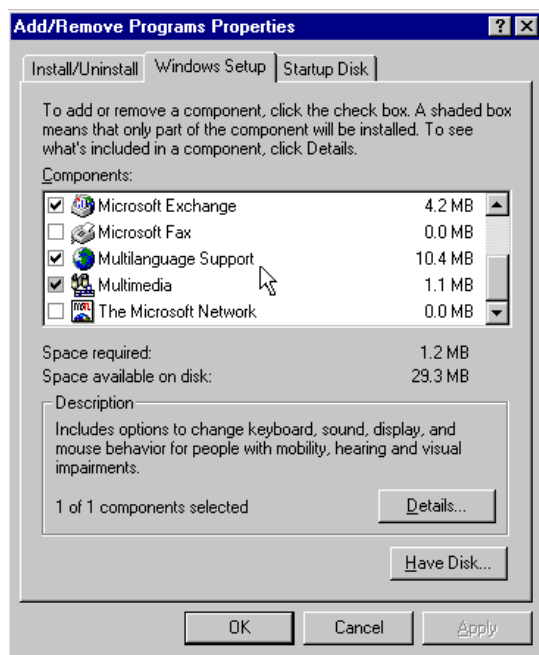 Add/Remove Programs Properties
Install/Uninstall Windows Setup Startup Disk
To add or remove a component, click the check box. A shaded box
means that only part of the component will be installed. To see
what's included in a component, click Details.
Components:
Microsoft Exchange 4.2 MB
Microsoft Fax 0.0 MB
Multilanguage Support 10.4 MB
Multimedia 1.1 MB
The Microsoft Network 0.0 MB
Space required: 1.2 MB
Space available on disk: 29.3 MB
Description
Includes options to change keyboard, sound, display, and
mouse behavior for people with mobility, hearing and visual
impairments.
1 of 1 components selected Details...
Have Disk...
OK Cancel Apply